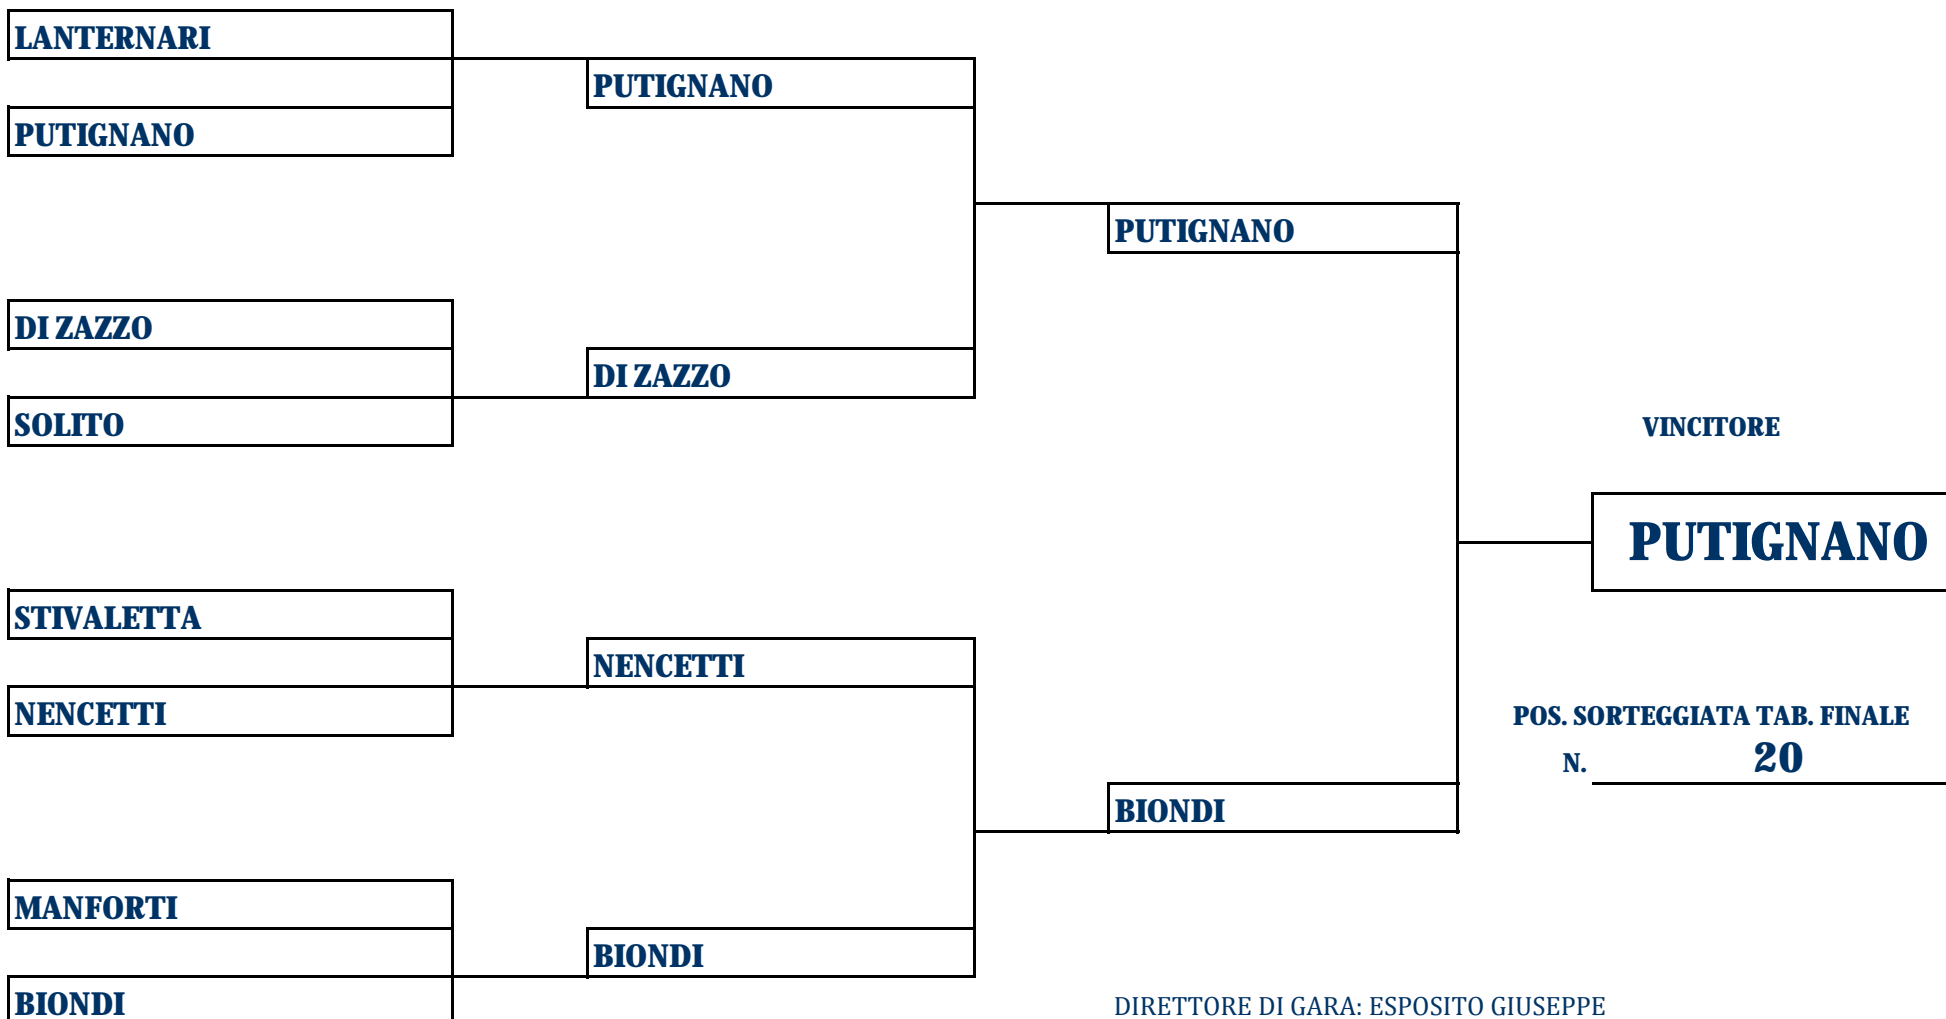 LANTERNARI
PUTIGNANO
DI ZAZZO
SOLITO
STIVALETTA
NENCETTI
MANFORTI
BIONDI
PUTIGNANO
DI ZAZZO
NENCETTI
BIONDI
PUTIGNANO
BIONDI
VINCITORE
PUTIGNANO
POS. SORTEGGIATA TAB. FINALE
N. 20
DIRETTORE DI GARA: ESPOSITO GIUSEPPE